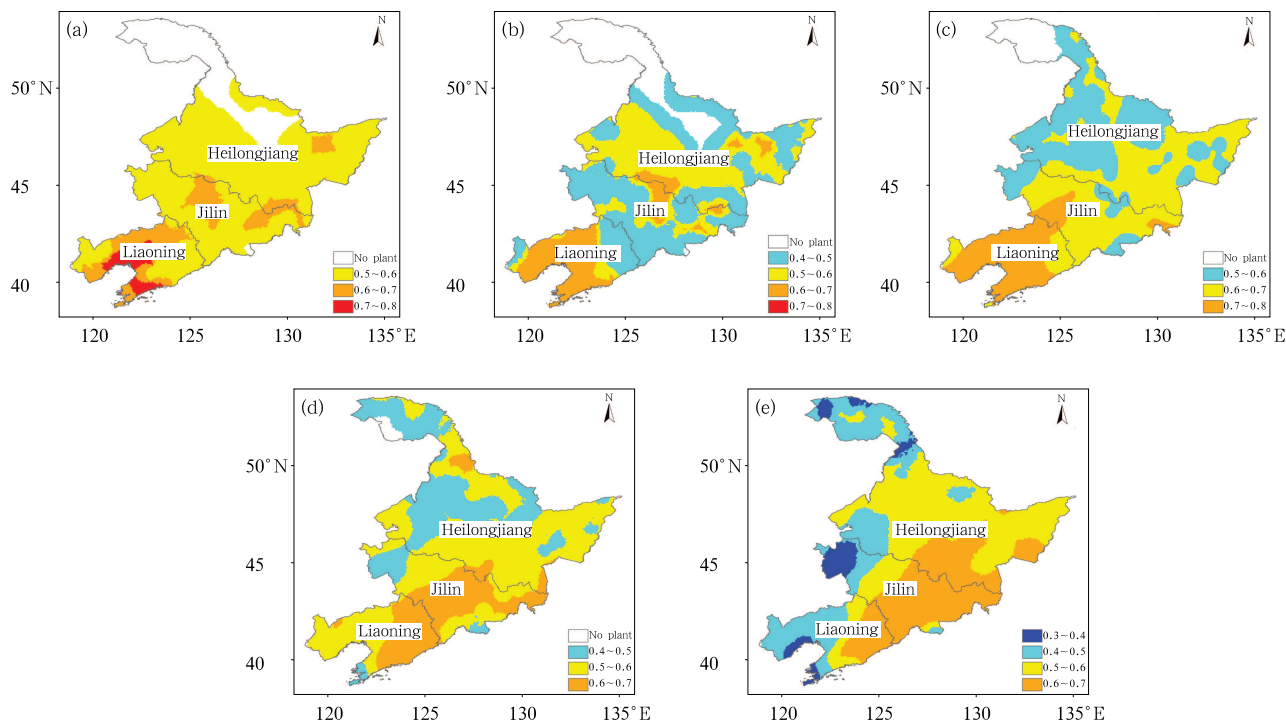 (a)
N
50°N
45
40
Heilongjiang
Jilin
Liaoning
No plant
0.5~0.6
0.6~0.7
0.7~0.8
120
125
130
135°E
(b)
N
50°N
45
40
Heilongjiang
Jilin
Liaoning
No plant
0.4~0.5
0.5~0.6
0.6~0.7
0.7~0.8
120
125
130
135°E
(c)
N
50°N
45
40
Heilongjiang
Jilin
Liaoning
No plant
0.5~0.6
0.6~0.7
0.7~0.8
120
125
130
135°E
(d)
N
50°N
45
40
Heilongjiang
Jilin
Liaoning
No plant
0.4~0.5
0.5~0.6
0.6~0.7
120
125
130
135°E
(e)
N
50°N
45
40
Heilongjiang
Jilin
Liaoning
0.3~0.4
0.4~0.5
0.5~0.6
0.6~0.7
120
125
130
135°E